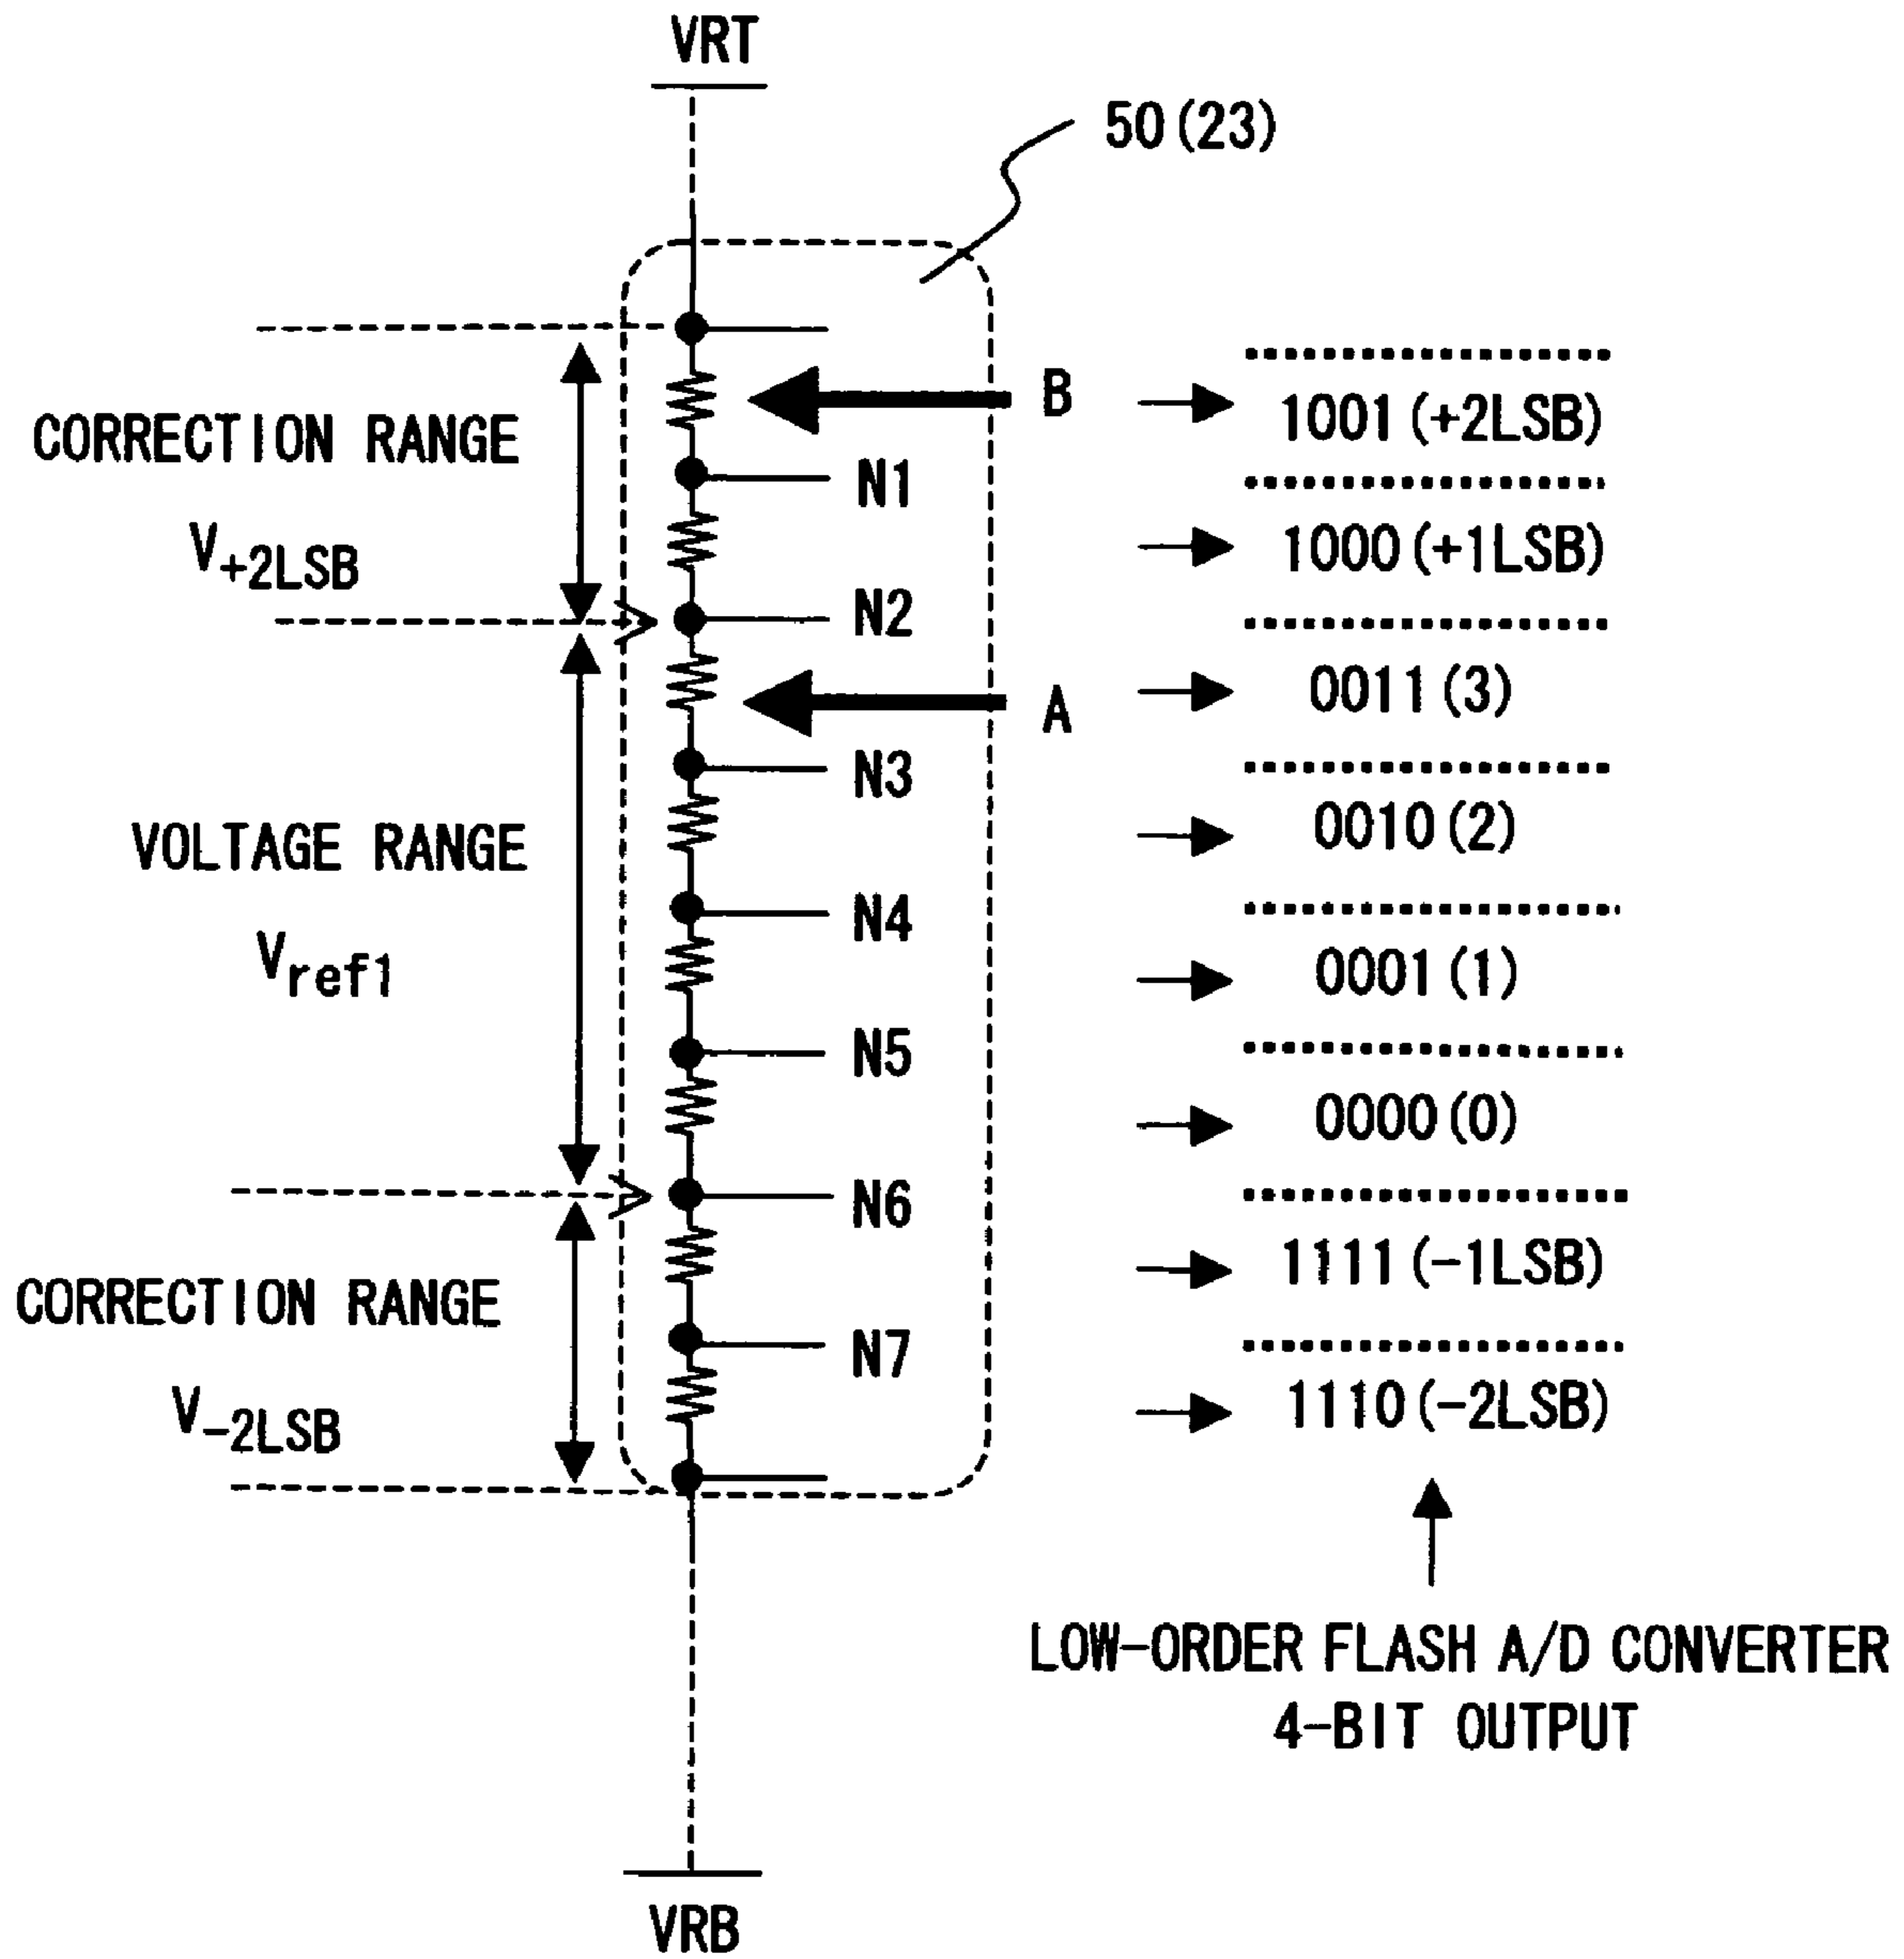 VRT
50(23)
B
1001(+2LSB)
CORRECTION RANGE
V+2LSB
N1
1000(+1LSB)
N2
0011(3)
A
N3
VOLTAGE RANGE
Vref1
0010(2)
N4
0001(1)
N5
0000(0)
N6
1111(-1LSB)
CORRECTION RANGE
V-2LSB
N7
1110(-2LSB)
LOW-ORDER FLASH A/D CONVERTER
4-BIT OUTPUT
VRB